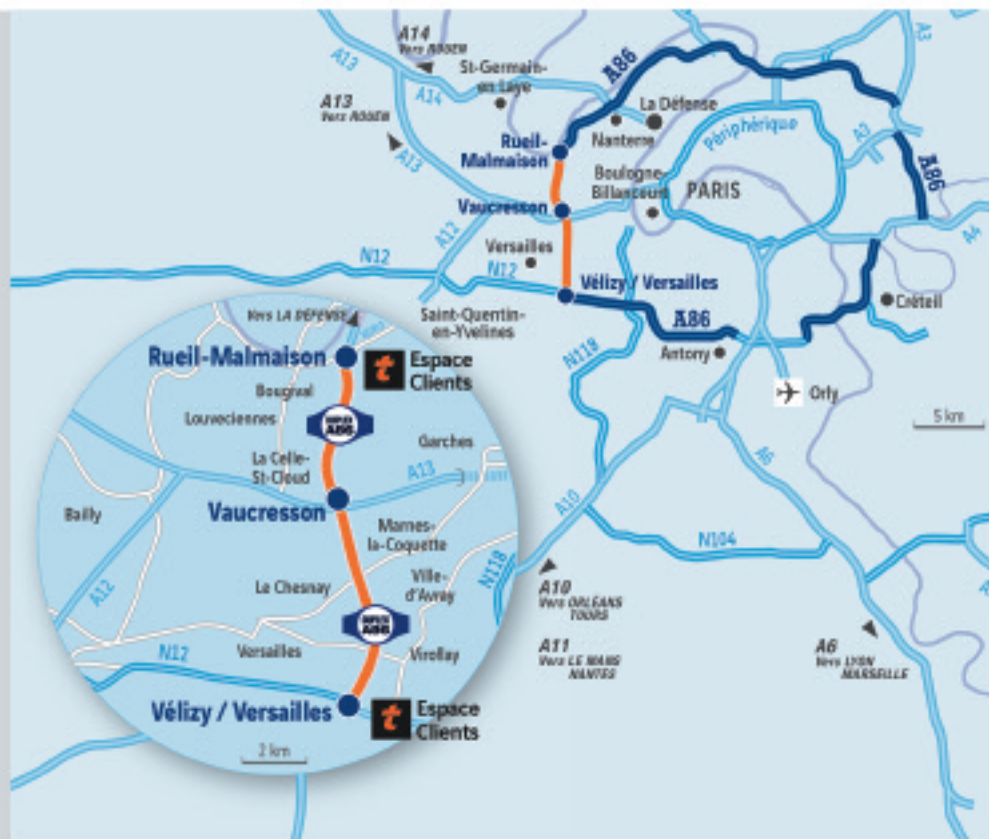 A14
Vers ROUEN
A13
St-Germain-
en Laye
A86
A3
A14
La Défense
A13
Vers ROUEN
Nanterre
Périphérique
A3
A13
Rueil-
Malmaison
A86
Boulogne-
Billancourt
PARIS
Vaucresson
A12
A4
Versailles
N12
N12
Vélizy / Versailles
Créteil
Saint-Quentin-
en-Yvelines
A86
Antony
N118
Orly
5 km
A6
A10
N104
N118
A10
Vers ORLÉANS
TOURS
A11
Vers LE MANS
NANTES
A6
Vers LYON
MARSEILLE
Vers LA DÉFENSE
Rueil-Malmaison
t
Espace
Clients
Bougival
Louveciennes
DUPLEX
A86
Garches
La Celle-
St-Cloud
A13
Vaucresson
Bailly
Marnes-
la-Coquette
A12
Le Chesnay
Ville-
d'Avray
DUPLEX
A86
Versailles
Viroflay
N12
Vélizy / Versailles
t
Espace
Clients
2 km